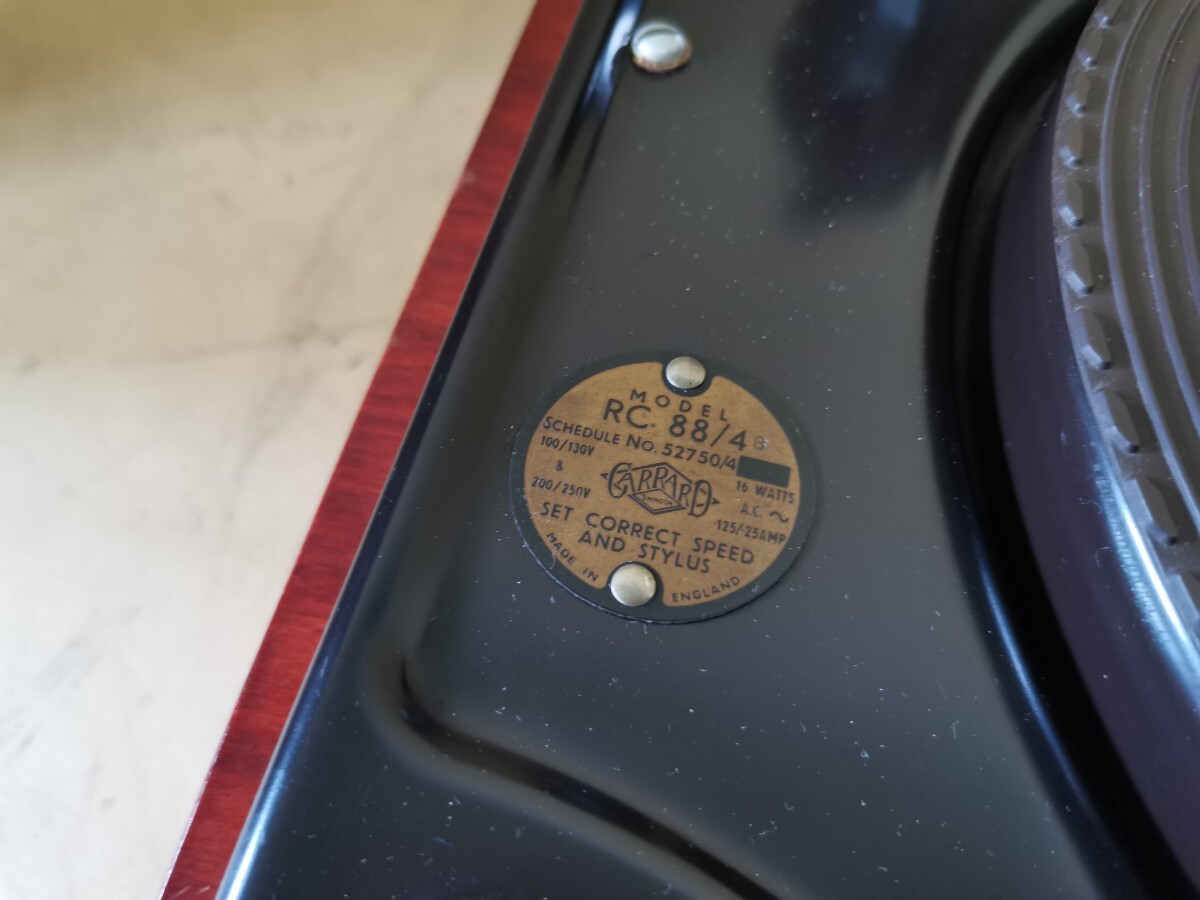 MODEL
RC. 88/4 B
SCHEDULE No. 52750/4
100/130V
&
200/250V
GARRARD
SWINDON
16 WATTS
A.C. ~
·125/·25AMP
SET CORRECT SPEED
AND STYLUS
MADE IN ENGLAND